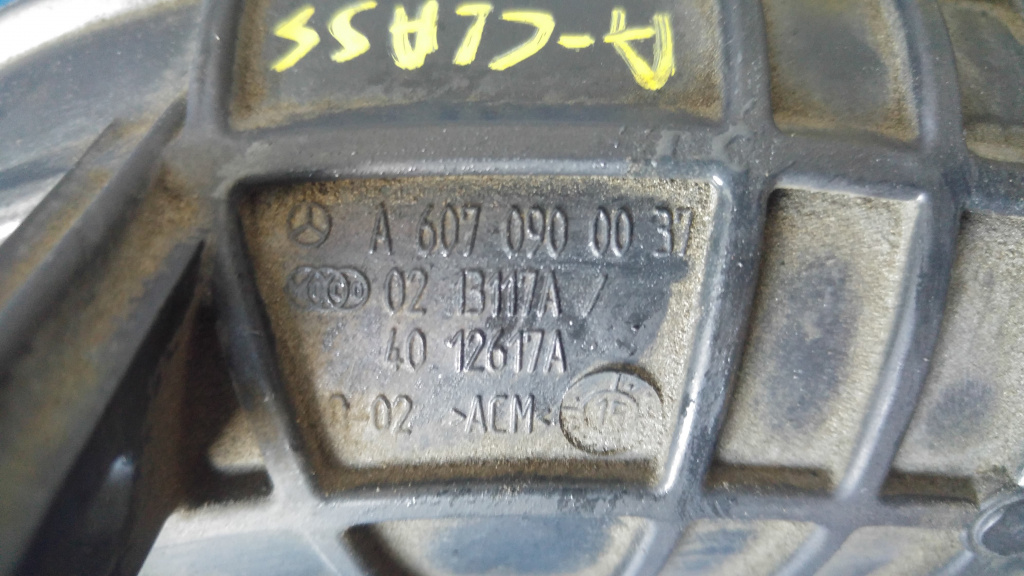 A-CLASS
A 607 090 00 37
02 B117A /
40 12617A
02 >ACM<